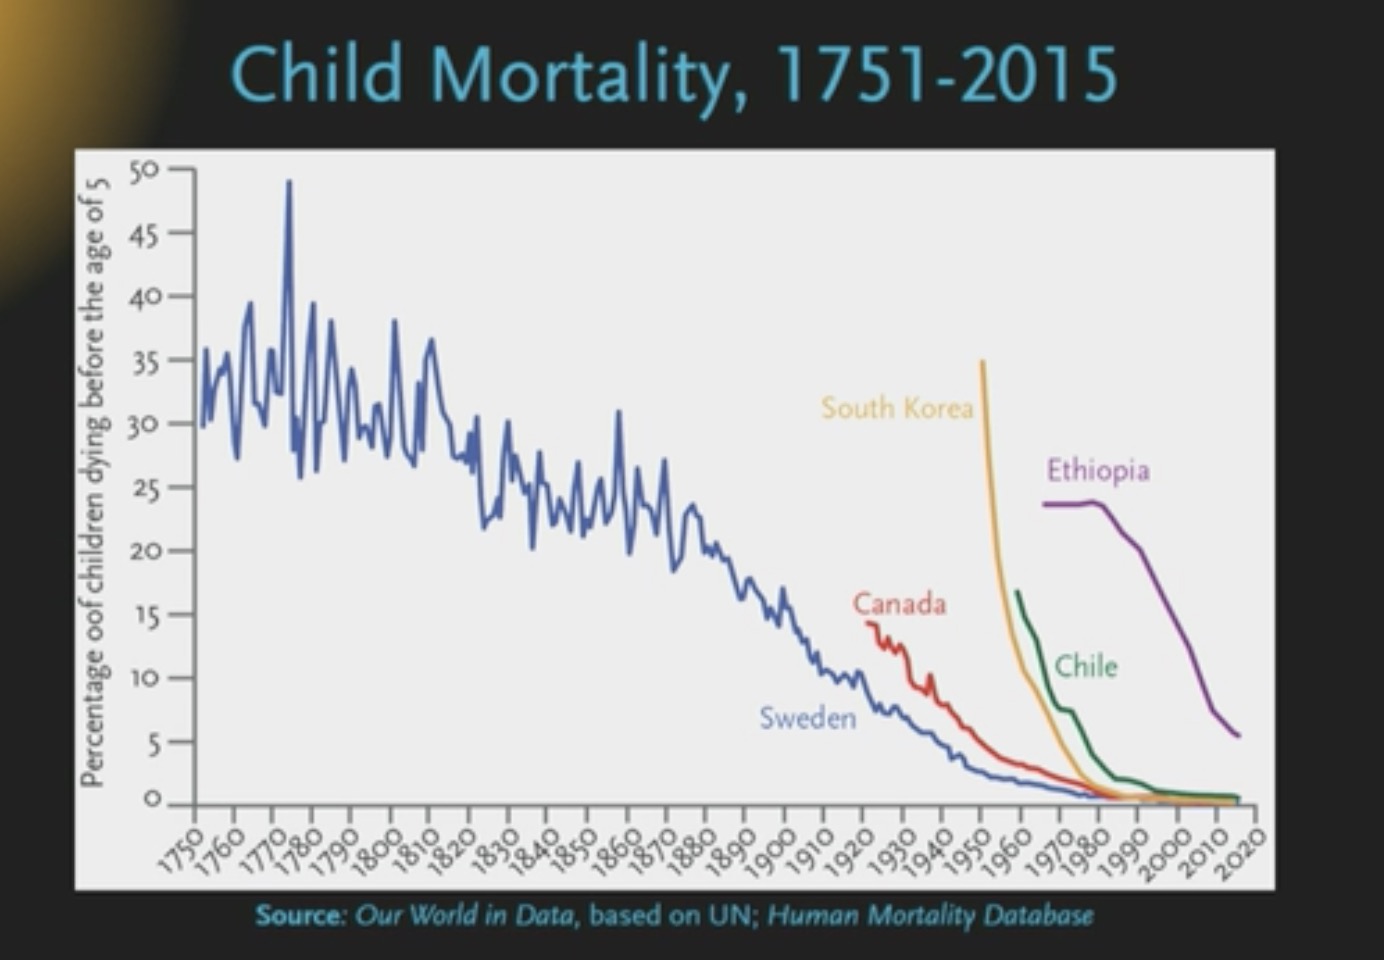 Child Mortality, 1751-2015
Percentage oof children dying before the age of 5
50
45
40
35
30
25
20
15
10
5
0
South Korea
Ethiopia
Canada
Chile
Sweden
1750 1760 1770 1780 1790 1800 1810 1820 1830 1840 1850 1860 1870 1880 1890 1900 1910 1920 1930 1940 1950 1960 1970 1980 1990 2000 2010 2020
Source: Our World in Data, based on UN; Human Mortality Database